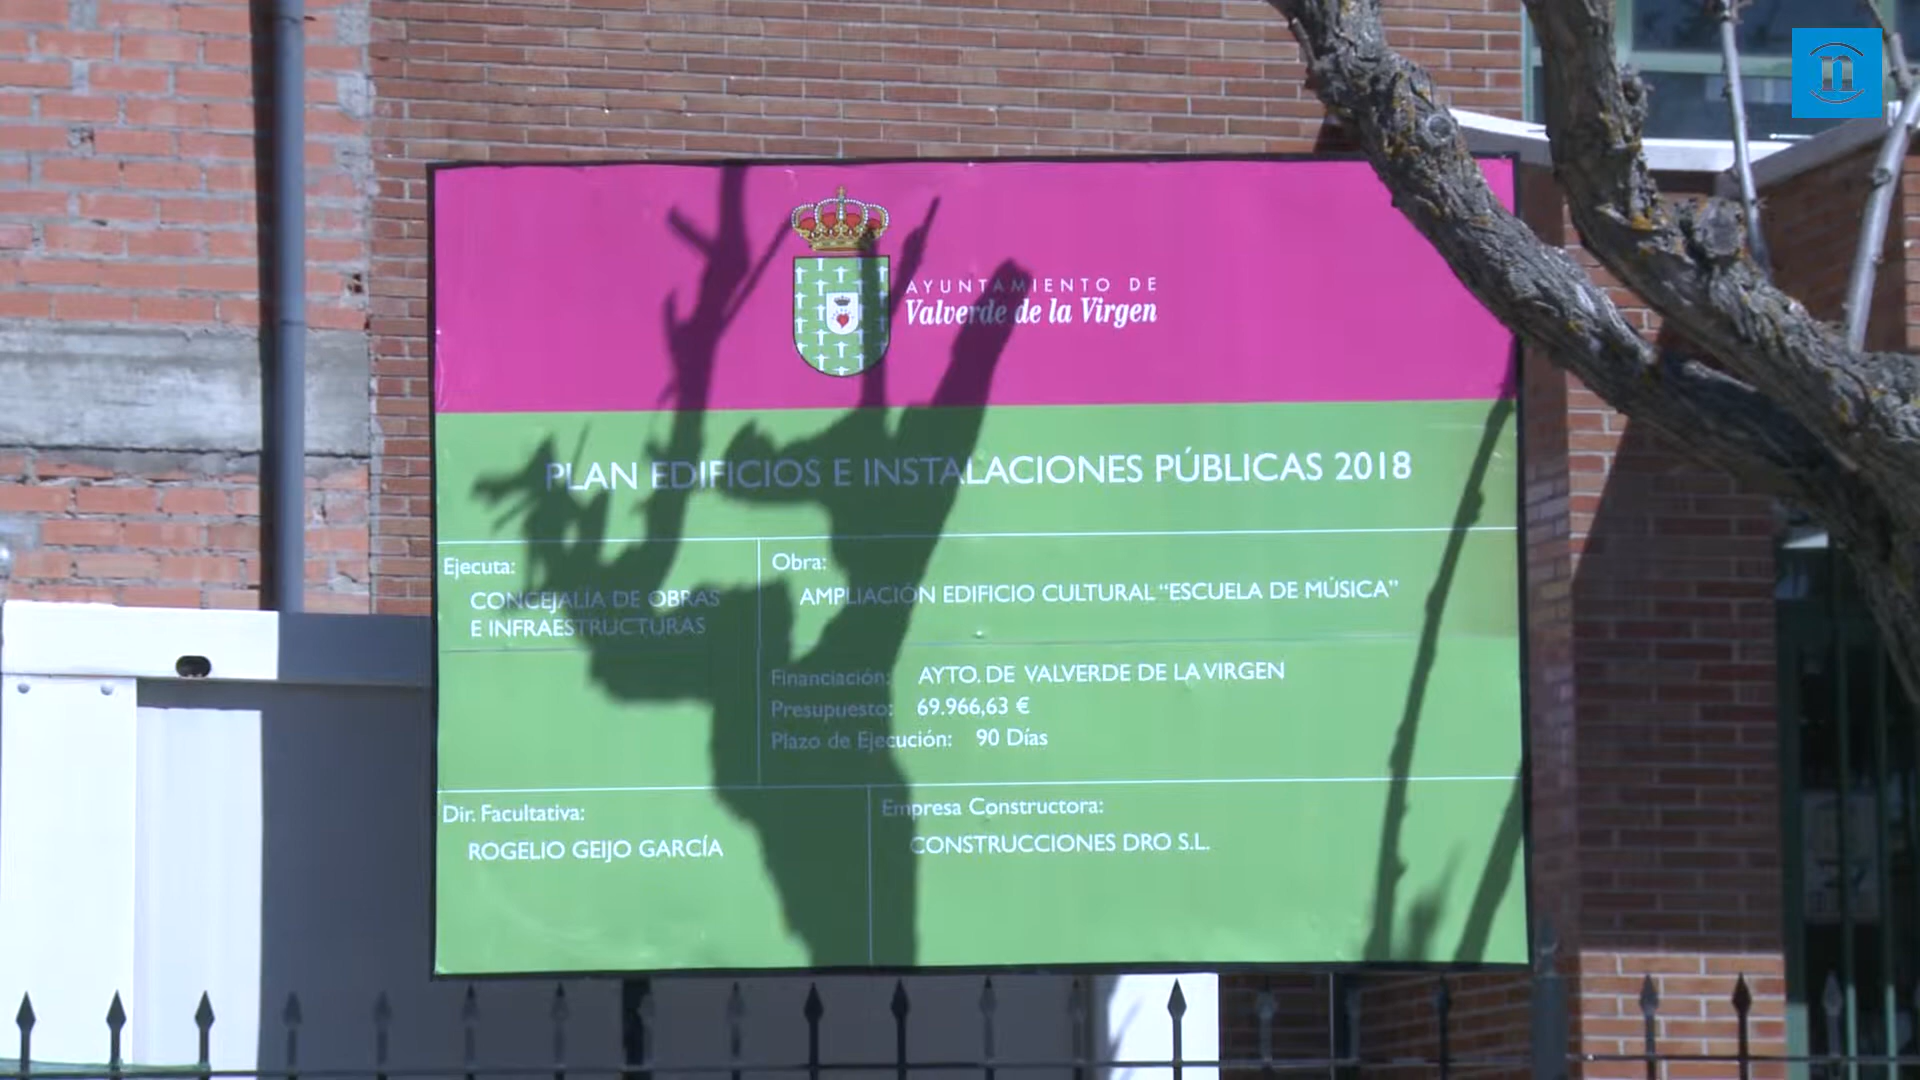 n
AYUNTAMIENTO DE
Valverde de la Virgen
PLAN EDIFICIOS E INSTALACIONES PÚBLICAS 2018
Ejecuta:
CONCEJALÍA DE OBRAS
E INFRAESTRUCTURAS
Obra:
AMPLIACIÓN EDIFICIO CULTURAL “ESCUELA DE MÚSICA”
Financiación: AYTO. DE VALVERDE DE LA VIRGEN
Presupuesto: 69.966,63 €
Plazo de Ejecución: 90 Días
Dir. Facultativa:
ROGELIO GEIJO GARCÍA
Empresa Constructora:
CONSTRUCCIONES DRO S.L.